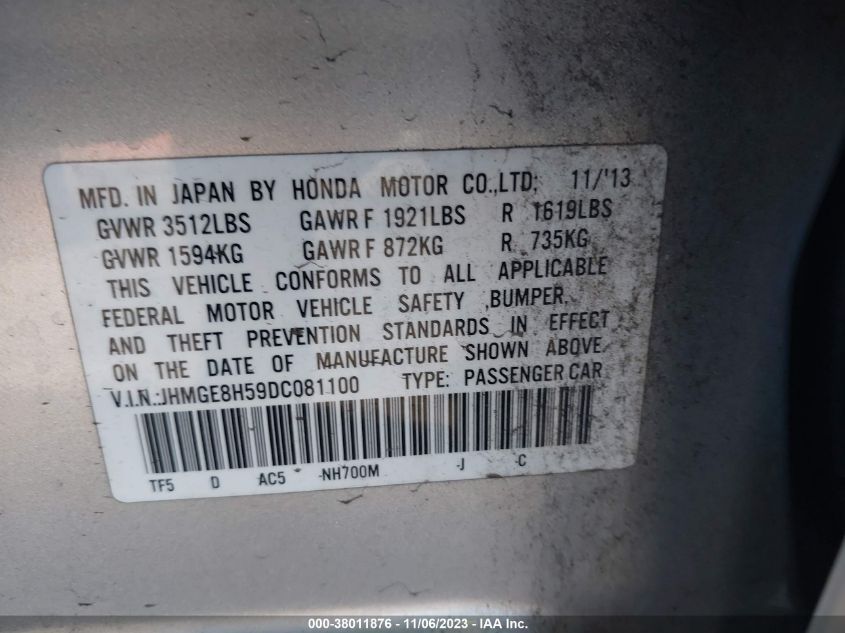 MFD. IN JAPAN BY HONDA MOTOR CO.,LTD; 11/'13
GVWR 3512LBS GAWR F 1921LBS R 1619LBS
GVWR 1594KG GAWR F 872KG R 735KG
THIS VEHICLE CONFORMS TO ALL APPLICABLE
FEDERAL MOTOR VEHICLE SAFETY ,BUMPER,
AND THEFT PREVENTION STANDARDS IN EFFECT
ON THE DATE OF MANUFACTURE SHOWN ABOVE.
V.I.N.:JHMGE8H59DC081100 TYPE: PASSENGER CAR
TF5 D AC5 * -NH700M -J -C
000-38011876 - 11/06/2023 - IAA Inc.